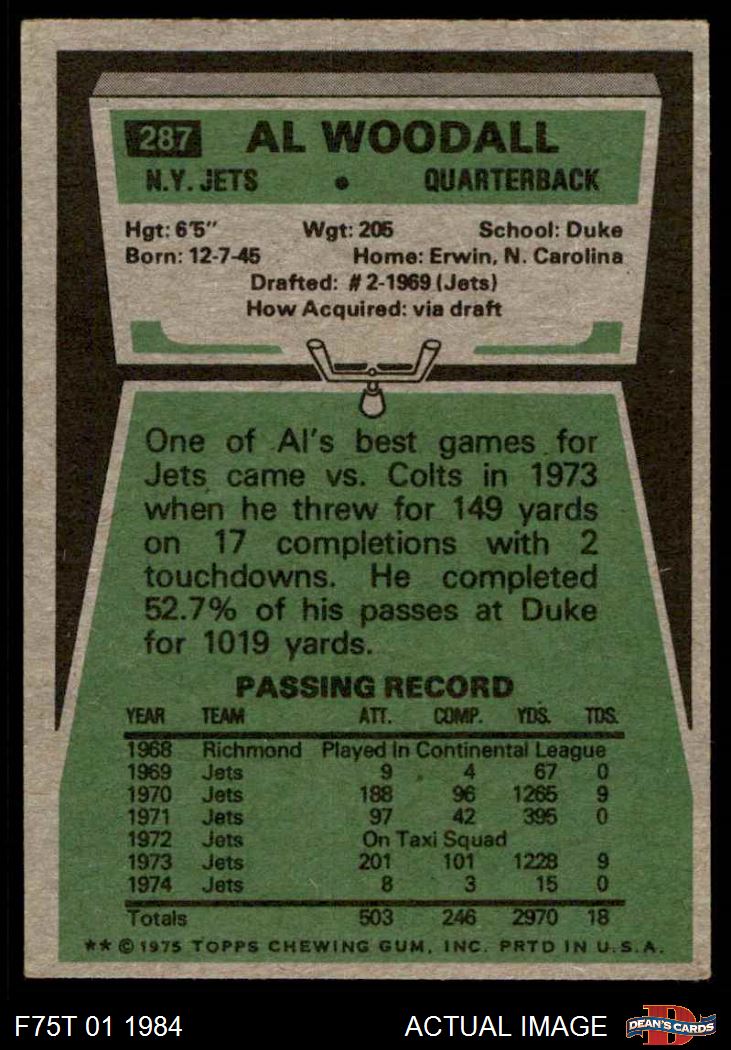 287 AL WOODALL
N.Y. JETS • QUARTERBACK
Hgt: 6'5" Wgt: 205 School: Duke
Born: 12-7-45 Home: Erwin, N. Carolina
Drafted: #2-1969 (Jets)
How Acquired: via draft
One of Al's best games for
Jets came vs. Colts in 1973
when he threw for 149 yards
on 17 completions with 2
touchdowns. He completed
52.7% of his passes at Duke
for 1019 yards.
PASSING RECORD
YEAR TEAM ATT. COMP. YDS. TDS.
1968 Richmond Played In Continental League
1969 Jets 9 4 67 0
1970 Jets 188 96 1265 9
1971 Jets 97 42 395 0
1972 Jets On Taxi Squad
1973 Jets 201 101 1228 9
1974 Jets 8 3 15 0
Totals 503 246 2970 18
** © 1975 TOPPS CHEWING GUM, INC. PRTD IN U.S.A.
F75T 01 1984 ACTUAL IMAGE D DEAN'S CARDS